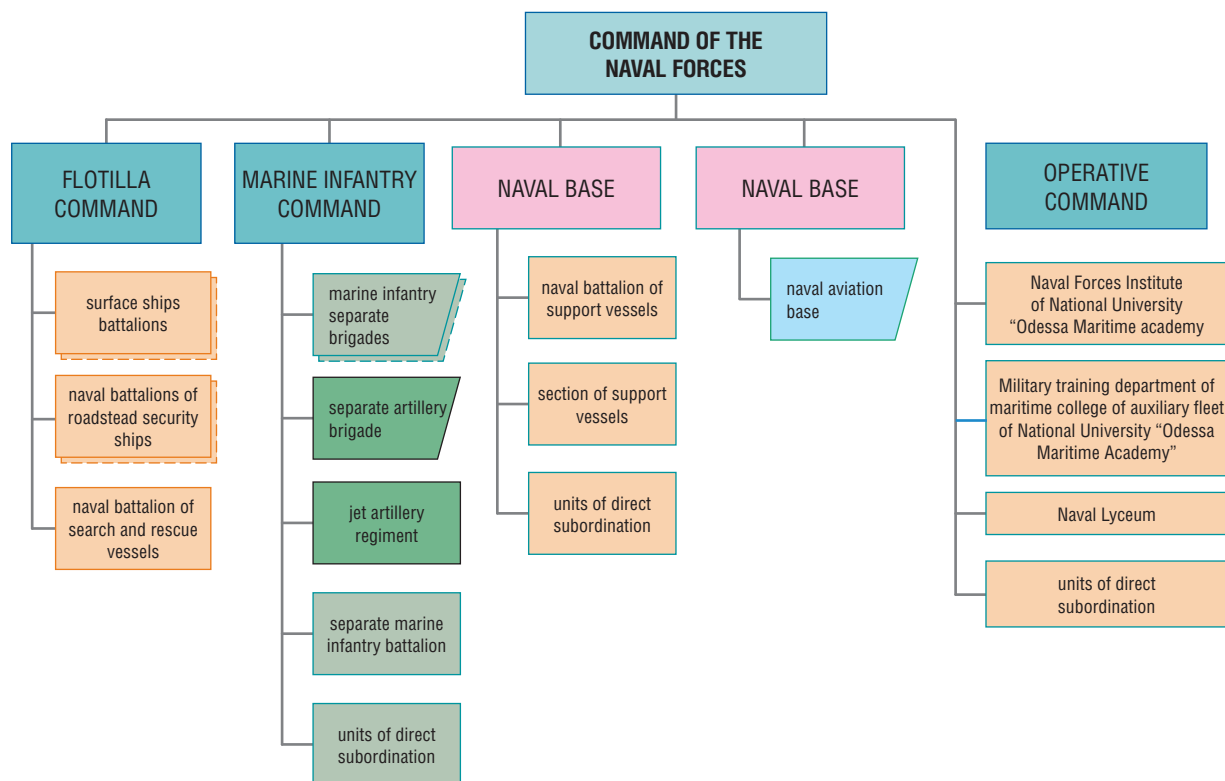 COMMAND OF THE
NAVAL FORCES
FLOTILLA
COMMAND
surface ships
battalions
naval battalions of
roadstead security
ships
naval battalion of
search and rescue
vessels
MARINE INFANTRY
COMMAND
marine infantry
separate
brigades
separate artillery
brigade
jet artillery
regiment
separate marine
infantry battalion
units of direct
subordination
NAVAL BASE
naval battalion of
support vessels
section of support
vessels
units of direct
subordination
NAVAL BASE
naval aviation
base
OPERATIVE
COMMAND
Naval Forces Institute
of National University
“Odessa Maritime academy
Military training department of
maritime college of auxiliary fleet
of National University “Odessa
Maritime Academy”
Naval Lyceum
units of direct
subordination